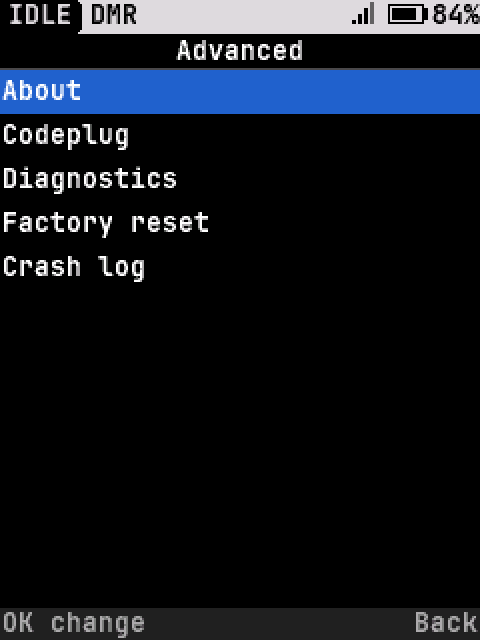 IDLE DMR 84%
Advanced
About
Codeplug
Diagnostics
Factory reset
Crash log
OK change Back